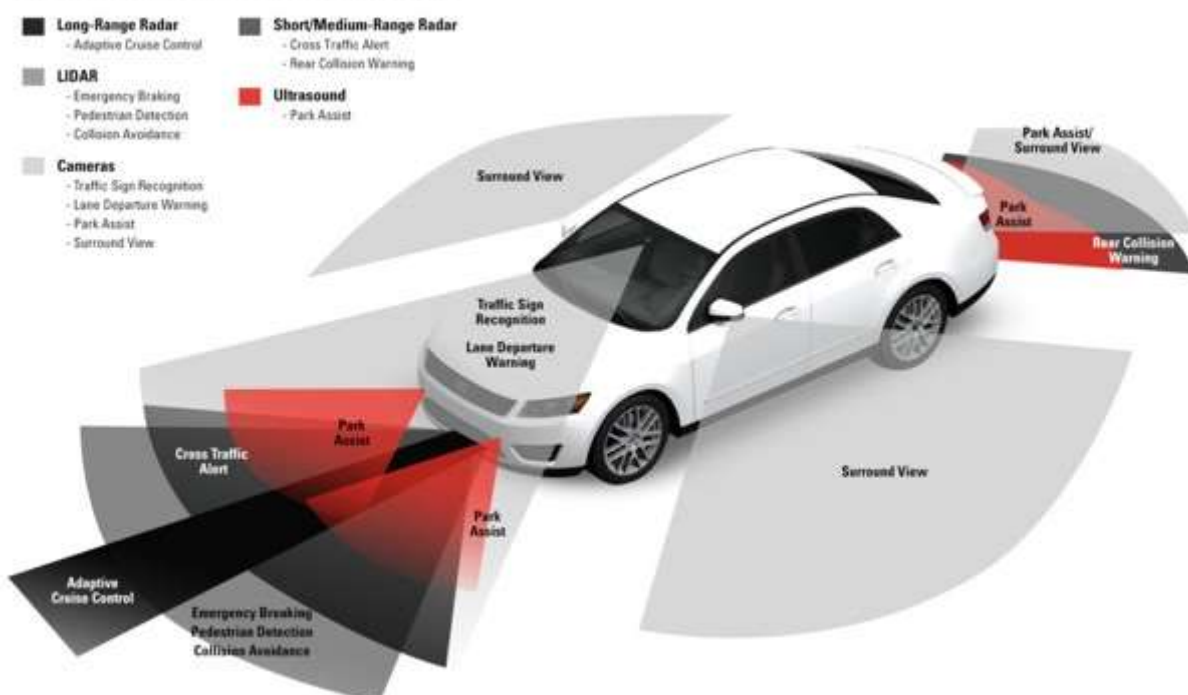 Long-Range Radar
- Adaptive Cruise Control
LIDAR
- Emergency Braking
- Pedestrian Detection
- Collision Avoidance
Cameras
- Traffic Sign Recognition
- Lane Departure Warning
- Park Assist
- Surround View
Short/Medium-Range Radar
- Cross Traffic Alert
- Rear Collision Warning
Ultrasound
- Park Assist
Surround View
Park Assist/
Surround View
Park
Assist
Rear Collision
Warning
Traffic Sign
Recognition
Lane Departure
Warning
Park
Assist
Cross Traffic
Alert
Surround View
Park
Assist
Adaptive
Cruise Control
Emergency Breaking
Pedestrian Detection
Collision Avoidance